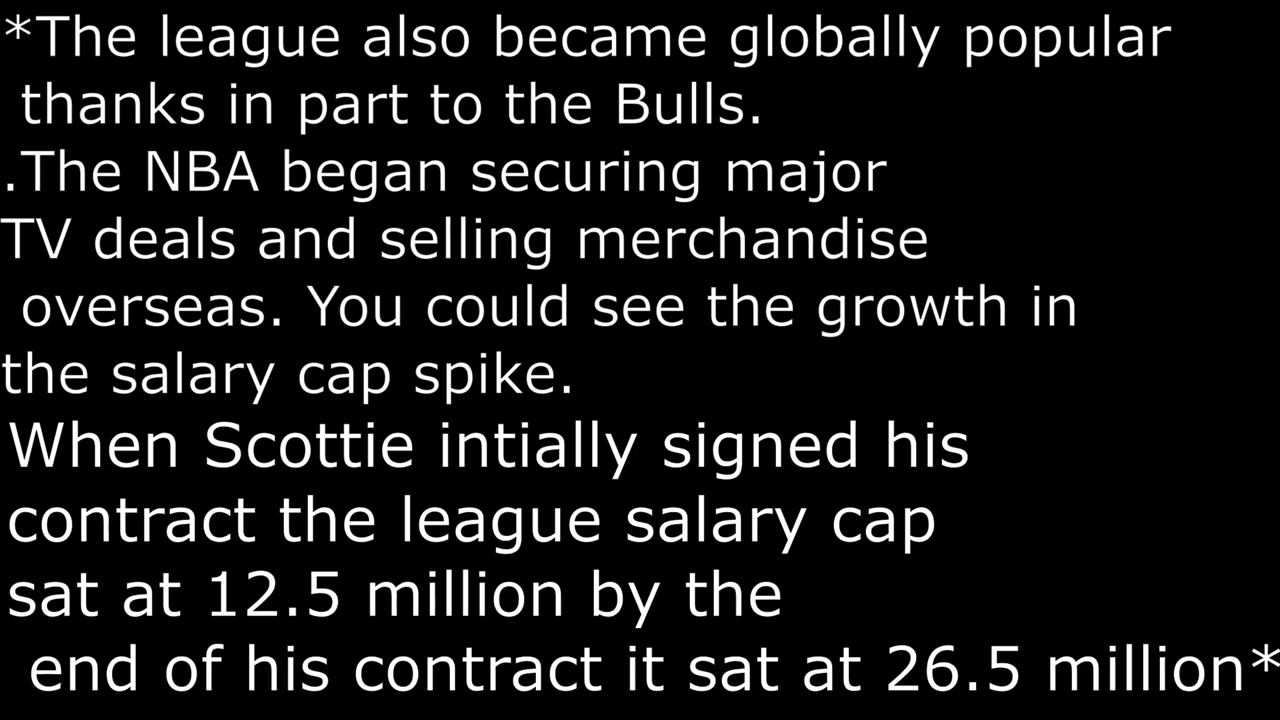 *The league also became globally popular
thanks in part to the Bulls.
.The NBA began securing major
TV deals and selling merchandise
overseas. You could see the growth in
the salary cap spike.
When Scottie intially signed his
contract the league salary cap
sat at 12.5 million by the
end of his contract it sat at 26.5 million*